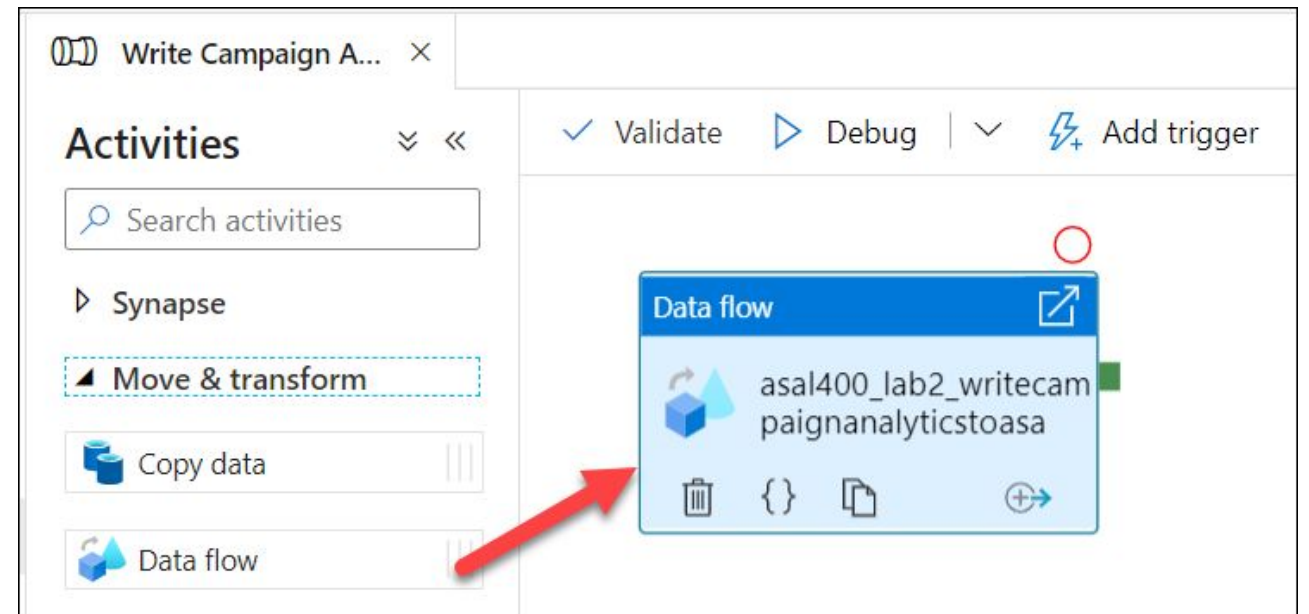 Write Campaign A...
Activities
Validate
Debug
Add trigger
Search activities
Synapse
Move & transform
Copy data
Data flow
Data flow
asal400_lab2_writecam
paignanalyticstoasa
{}